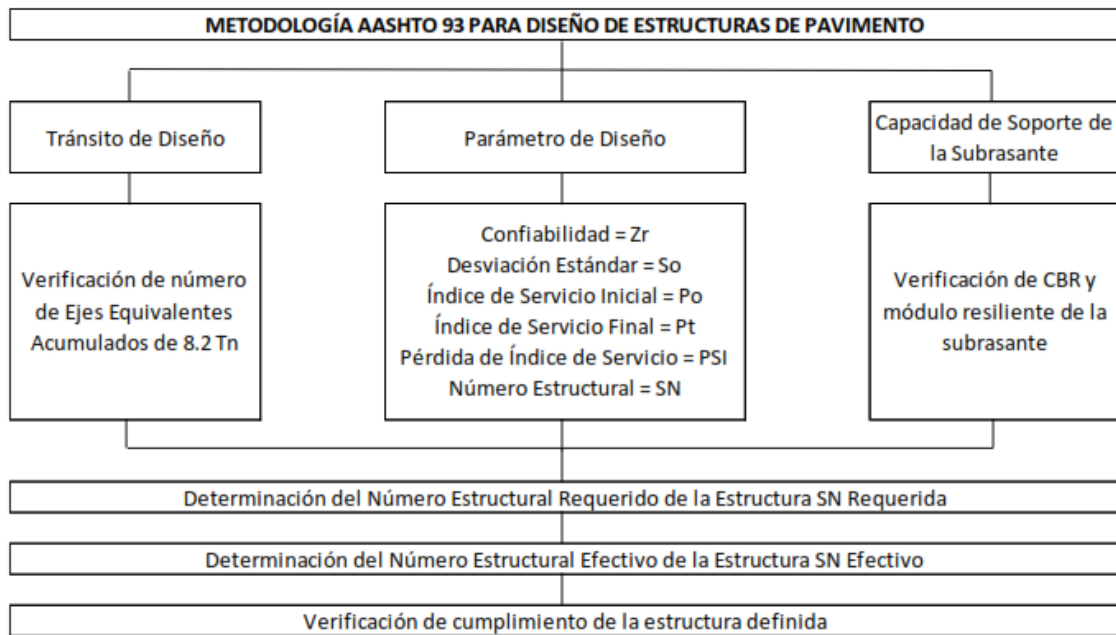 METODOLOGÍA AASHTO 93 PARA DISEÑO DE ESTRUCTURAS DE PAVIMENTO
Tránsito de Diseño
Parámetro de Diseño
Capacidad de Soporte de
la Subrasante
Verificación de número
de Ejes Equivalentes
Acumulados de 8.2 Tn
Confiabilidad = Zr
Desviación Estándar = So
Índice de Servicio Inicial = Po
Índice de Servicio Final = Pt
Pérdida de Índice de Servicio = PSI
Número Estructural = SN
Verificación de CBR y
módulo resiliente de la
subrasante
Determinación del Número Estructural Requerido de la Estructura SN Requerida
Determinación del Número Estructural Efectivo de la Estructura SN Efectivo
Verificación de cumplimiento de la estructura definida